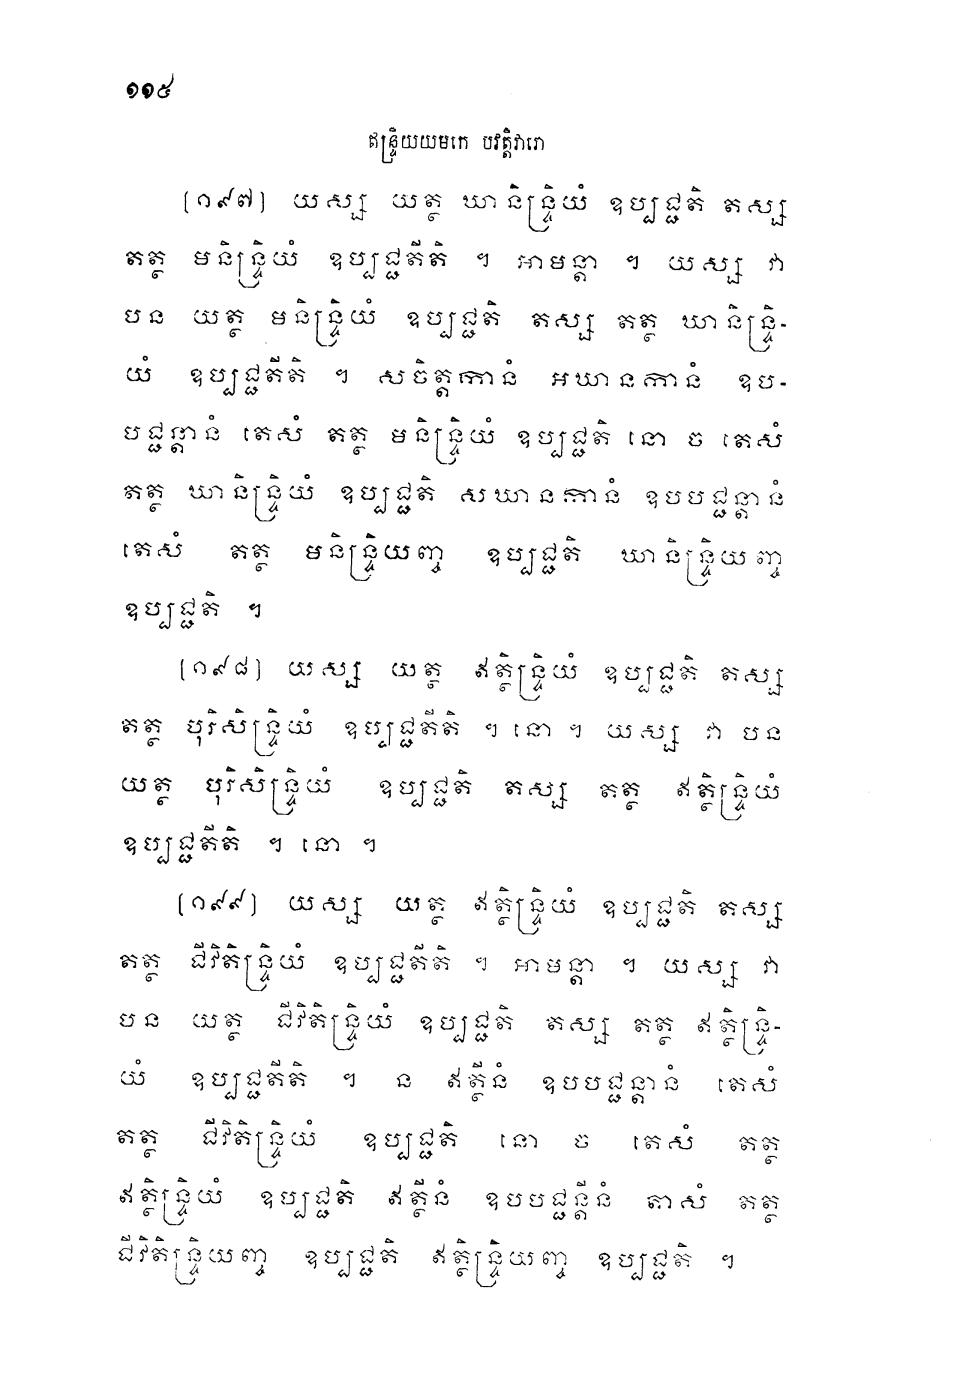 ១១៥
ឥន្ទ្រិយយមកេ បវត្តិវារោ
(១៩៧) យស្ស យត្ថ ឃានិន្ទ្រិយំ ឧប្បជ្ជតិ តស្ស
តត្ថ មនិន្ទ្រិយំ ឧប្បជ្ជតីតិ ។ អាមន្តា ។ យស្ស វា
បន យត្ថ មនិន្ទ្រិយំ ឧប្បជ្ជតិ តស្ស តត្ថ ឃានិន្ទ្រិ-
យំ ឧប្បជ្ជតីតិ ។ សចិត្តកានំ អឃានកានំ ឧប-
បជ្ជន្តានំ តេសំ តត្ថ មនិន្ទ្រិយំ ឧប្បជ្ជតិ នោ ច តេសំ
តត្ថ ឃានិន្ទ្រិយំ ឧប្បជ្ជតិ សឃានកានំ ឧបបជ្ជន្តានំ
តេសំ តត្ថ មនិន្ទ្រិយញ្ច ឧប្បជ្ជតិ ឃានិន្ទ្រិយញ្ច
ឧប្បជ្ជតិ ។
(១៩៨) យស្ស យត្ថ ឥត្ថិន្ទ្រិយំ ឧប្បជ្ជតិ តស្ស
តត្ថ បុរិសិន្ទ្រិយំ ឧប្បជ្ជតីតិ ។ នោ ។ យស្ស វា បន
យត្ថ បុរិសិន្ទ្រិយំ ឧប្បជ្ជតិ តស្ស តត្ថ ឥត្ថិន្ទ្រិយំ
ឧប្បជ្ជតីតិ ។ នោ ។
(១៩៩) យស្ស យត្ថ ឥត្ថិន្ទ្រិយំ ឧប្បជ្ជតិ តស្ស
តត្ថ ជីវិតិន្ទ្រិយំ ឧប្បជ្ជតីតិ ។ អាមន្តា ។ យស្ស វា
បន យត្ថ ជីវិតិន្ទ្រិយំ ឧប្បជ្ជតិ តស្ស តត្ថ ឥត្ថិន្ទ្រិ-
យំ ឧប្បជ្ជតីតិ ។ ន ឥត្ថីនំ ឧបបជ្ជន្តានំ តេសំ
តត្ថ ជីវិតិន្ទ្រិយំ ឧប្បជ្ជតិ នោ ច តេសំ តត្ថ
ឥត្ថិន្ទ្រិយំ ឧប្បជ្ជតិ ឥត្ថីនំ ឧបបជ្ជន្តីនំ តាសំ តត្ថ
ជីវិតិន្ទ្រិយញ្ច ឧប្បជ្ជតិ ឥត្ថិន្ទ្រិយញ្ច ឧប្បជ្ជតិ ។